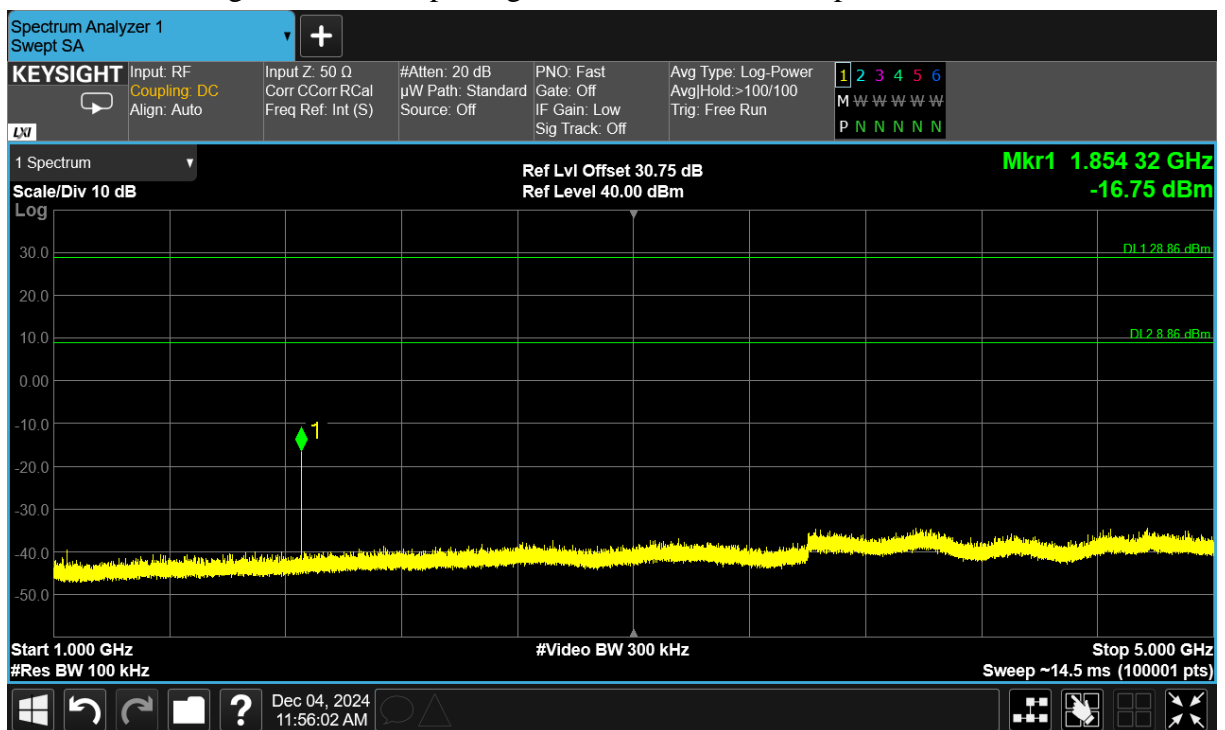 Spectrum Analyzer 1
Swept SA
+
KEYSIGHT
LXI
Input: RF
Coupling: DC
Align: Auto
Input Z: 50 Ω
Corr CCorr RCal
Freq Ref: Int (S)
#Atten: 20 dB
µW Path: Standard
Source: Off
PNO: Fast
Gate: Off
IF Gain: Low
Sig Track: Off
Avg Type: Log-Power
Avg|Hold:>100/100
Trig: Free Run
1 2 3 4 5 6
M W W W W W
P N N N N N
1 Spectrum
Scale/Div 10 dB
Ref Lvl Offset 30.75 dB
Ref Level 40.00 dBm
Mkr1 1.854 32 GHz
-16.75 dBm
Log
30.0
DL1 28.86 dBm
20.0
10.0
DL2 8.86 dBm
0.00
-10.0
1
-20.0
-30.0
-40.0
-50.0
Start 1.000 GHz
#Video BW 300 kHz
Stop 5.000 GHz
#Res BW 100 kHz
Sweep ~14.5 ms (100001 pts)
?
Dec 04, 2024
11:56:02 AM